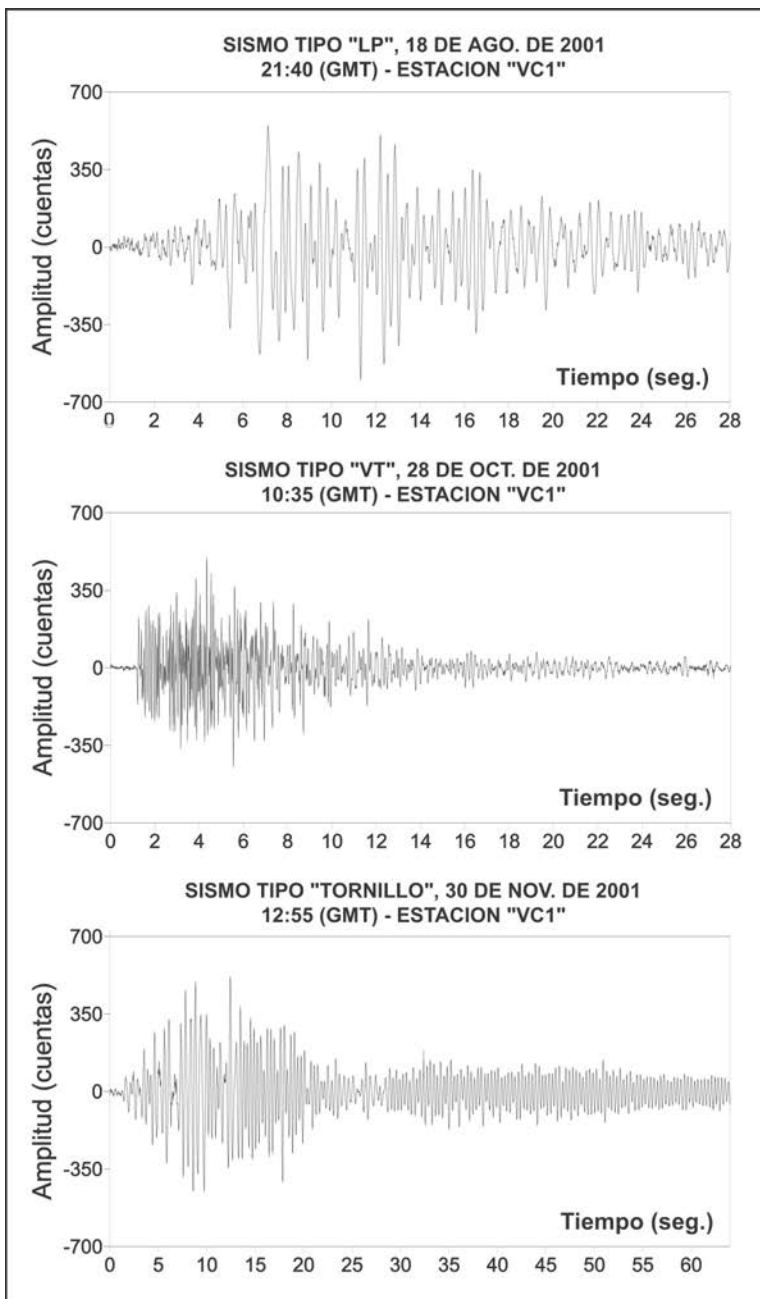 SISMO TIPO "LP", 18 DE AGO. DE 2001
21:40 (GMT) - ESTACION "VC1"
700
350
0
-350
-700
Amplitud (cuentas)
Tiempo (seg.)
0 2 4 6 8 10 12 14 16 18 20 22 24 26 28
SISMO TIPO "VT", 28 DE OCT. DE 2001
10:35 (GMT) - ESTACION "VC1"
700
350
0
-350
-700
Amplitud (cuentas)
Tiempo (seg.)
0 2 4 6 8 10 12 14 16 18 20 22 24 26 28
SISMO TIPO "TORNILLO", 30 DE NOV. DE 2001
12:55 (GMT) - ESTACION "VC1"
700
350
0
-350
-700
Amplitud (cuentas)
Tiempo (seg.)
0 5 10 15 20 25 30 35 40 45 50 55 60